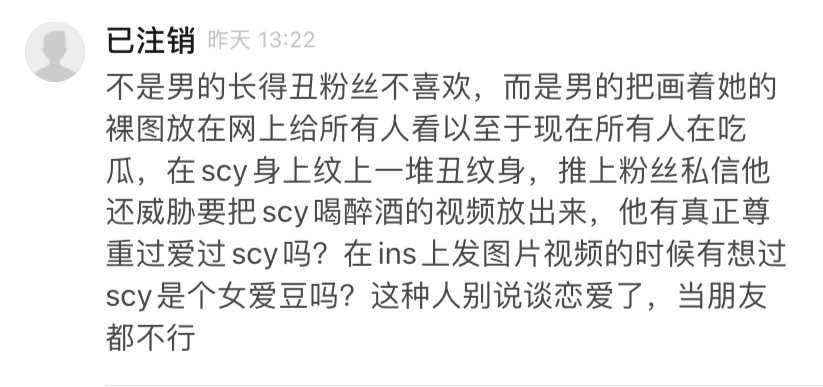 已注销 昨天 13:22
不是男的长得丑粉丝不喜欢，而是男的把画着她的
裸图放在网上给所有人看以至于现在所有人在吃
瓜，在scy身上纹上一堆丑纹身，推上粉丝私信他
还威胁要把scy喝醉酒的视频放出来，他有真正尊
重过爱过scy吗？在ins上发图片视频的时候有想过
scy是个女爱豆吗？这种人别说谈恋爱了，当朋友
都不行